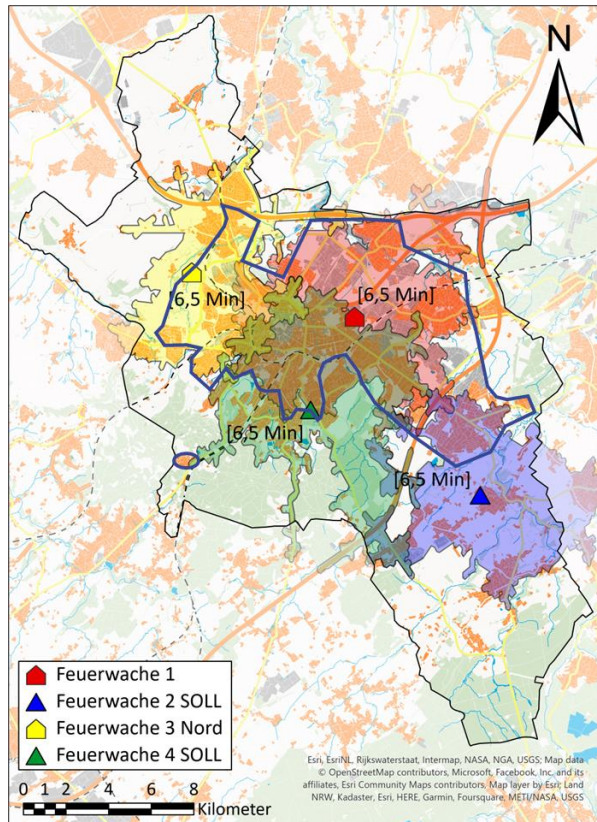 N
[6,5 Min]
[6,5 Min]
[6,5 Min]
[6,5 Min]
Feuerwache 1
Feuerwache 2 SOLL
Feuerwache 3 Nord
Feuerwache 4 SOLL
Esri, EsriNL, Rijkswaterstaat, Intermap, NASA, NGA, USGS; Map data
© OpenStreetMap contributors, Microsoft, Facebook, Inc. and its
affiliates, Esri Community Maps contributors, Map layer by Esri; Land
NRW, Kadaster, Esri, HERE, Garmin, Foursquare, METI/NASA, USGS
0 1 2 4 6 8
Kilometer